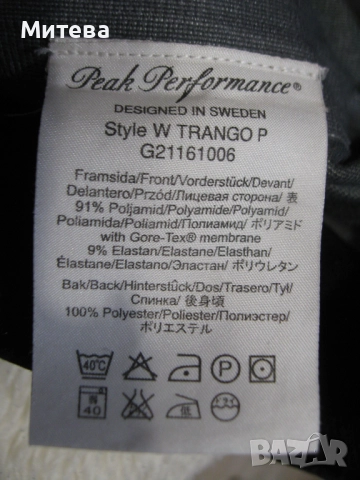 Митева
Peak Performance®
DESIGNED IN SWEDEN
Style W TRANGO P
G21161006
Framsida/Front/Vorderstück/Devant/
Delantero/Przód/Лицевая сторона/ 表
91% Poljamid/Polyamide/Polyamid/
Poliamida/Poliamid/Полиамид/ ポリアミド
with Gore-Tex® membrane
9% Elastan/Elastane/Elasthan/
Élastane/Elastano/Эластан/ ポリウレタン
Bak/Back/Hinterstück/Dos/Trasero/Tył/
Спинка/ 後身頃
100% Polyester/Poliester/Полиэстер/
ポリエステル
40°C
P
40
低
BAZAR